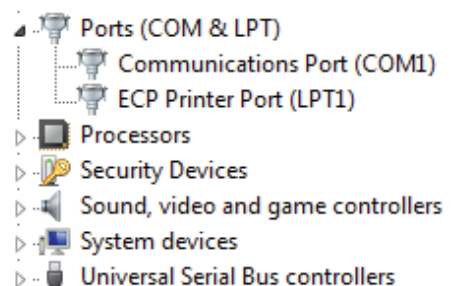 Ports (COM & LPT)
Communications Port (COM1)
ECP Printer Port (LPT1)
Processors
Security Devices
Sound, video and game controllers
System devices
Universal Serial Bus controllers